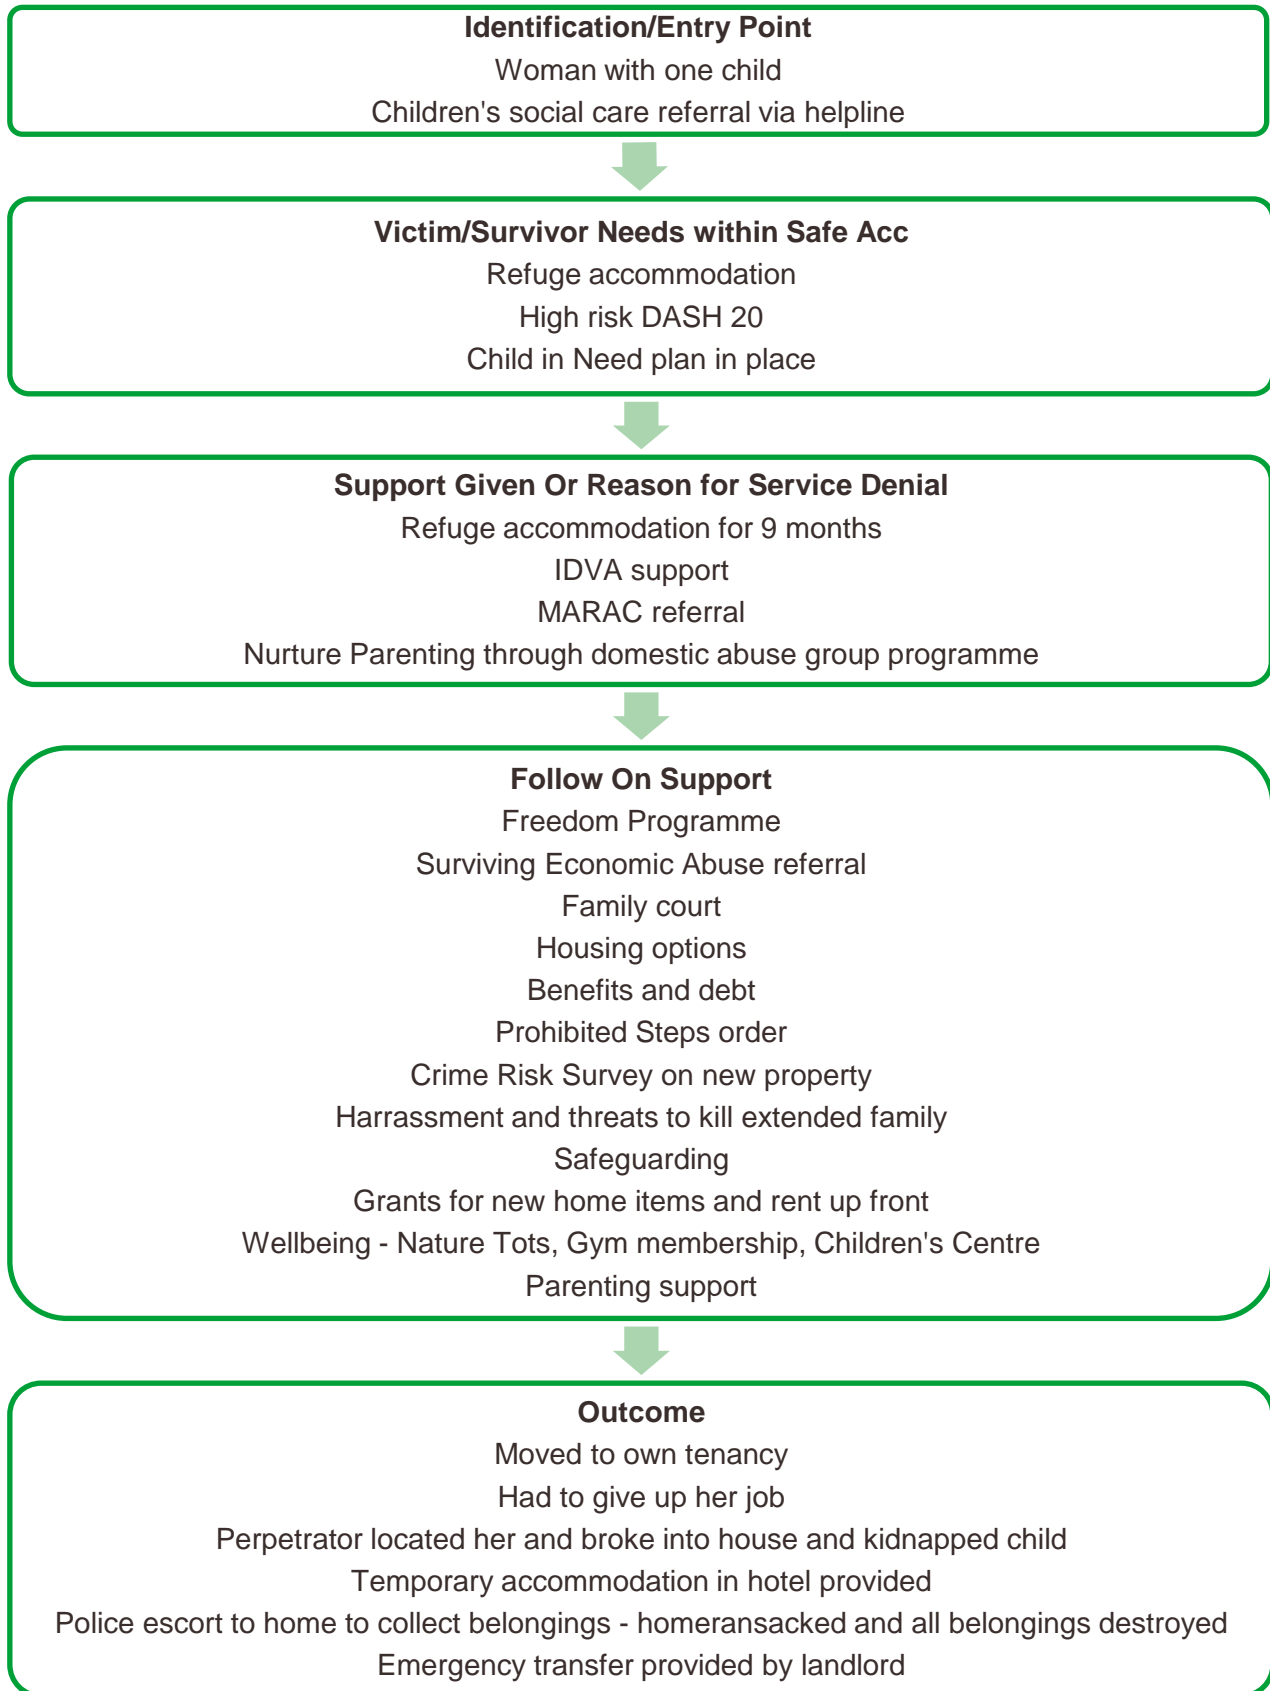 Identification/Entry Point
Woman with one child
Children's social care referral via helpline
Victim/Survivor Needs within Safe Acc
Refuge accommodation
High risk DASH 20
Child in Need plan in place
Support Given Or Reason for Service Denial
Refuge accommodation for 9 months
IDVA support
MARAC referral
Nurture Parenting through domestic abuse group programme
Follow On Support
Freedom Programme
Surviving Economic Abuse referral
Family court
Housing options
Benefits and debt
Prohibited Steps order
Crime Risk Survey on new property
Harrassment and threats to kill extended family
Safeguarding
Grants for new home items and rent up front
Wellbeing - Nature Tots, Gym membership, Children's Centre
Parenting support
Outcome
Moved to own tenancy
Had to give up her job
Perpetrator located her and broke into house and kidnapped child
Temporary accommodation in hotel provided
Police escort to home to collect belongings - homeransacked and all belongings destroyed
Emergency transfer provided by landlord